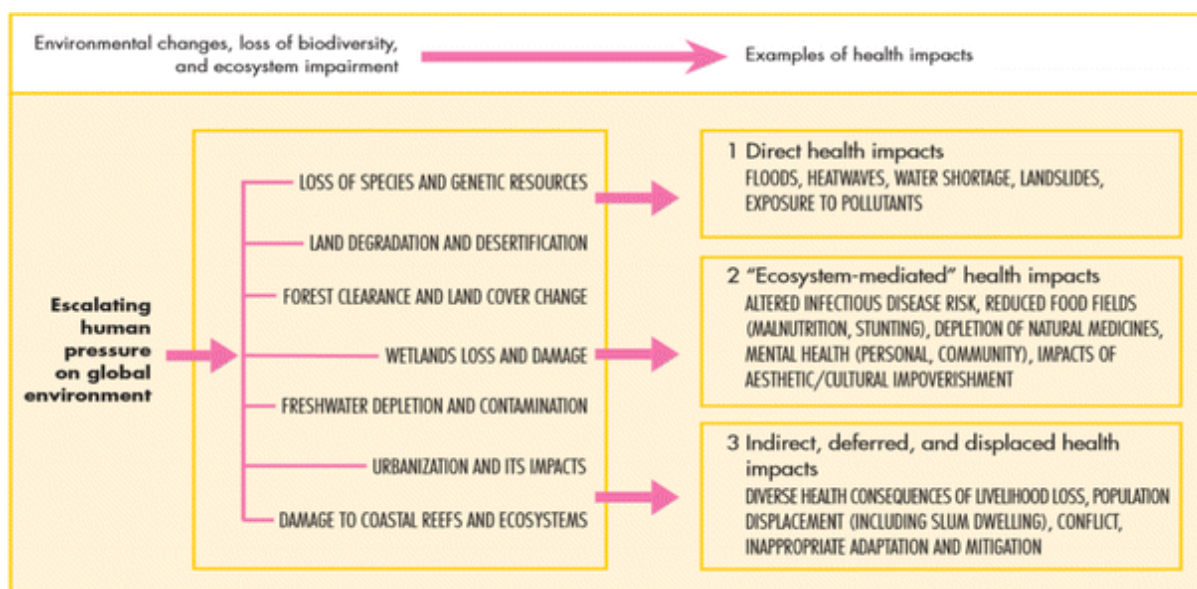 Environmental changes, loss of biodiversity,
and ecosystem impairment
Examples of health impacts
Escalating
human
pressure
on global
environment
LOSS OF SPECIES AND GENETIC RESOURCES
LAND DEGRADATION AND DESERTIFICATION
FOREST CLEARANCE AND LAND COVER CHANGE
WETLANDS LOSS AND DAMAGE
FRESHWATER DEPLETION AND CONTAMINATION
URBANIZATION AND ITS IMPACTS
DAMAGE TO COASTAL REEFS AND ECOSYSTEMS
1 Direct health impacts
FLOODS, HEATWAVES, WATER SHORTAGE, LANDSLIDES,
EXPOSURE TO POLLUTANTS
2 “Ecosystem-mediated” health impacts
ALTERED INFECTIOUS DISEASE RISK, REDUCED FOOD FIELDS
(MALNUTRITION, STUNTING), DEPLETION OF NATURAL MEDICINES,
MENTAL HEALTH (PERSONAL, COMMUNITY), IMPACTS OF
AESTHETIC/CULTURAL IMPOVERISHMENT
3 Indirect, deferred, and displaced health
impacts
DIVERSE HEALTH CONSEQUENCES OF LIVELIHOOD LOSS, POPULATION
DISPLACEMENT (INCLUDING SLUM DWELLING), CONFLICT,
INAPPROPRIATE ADAPTATION AND MITIGATION